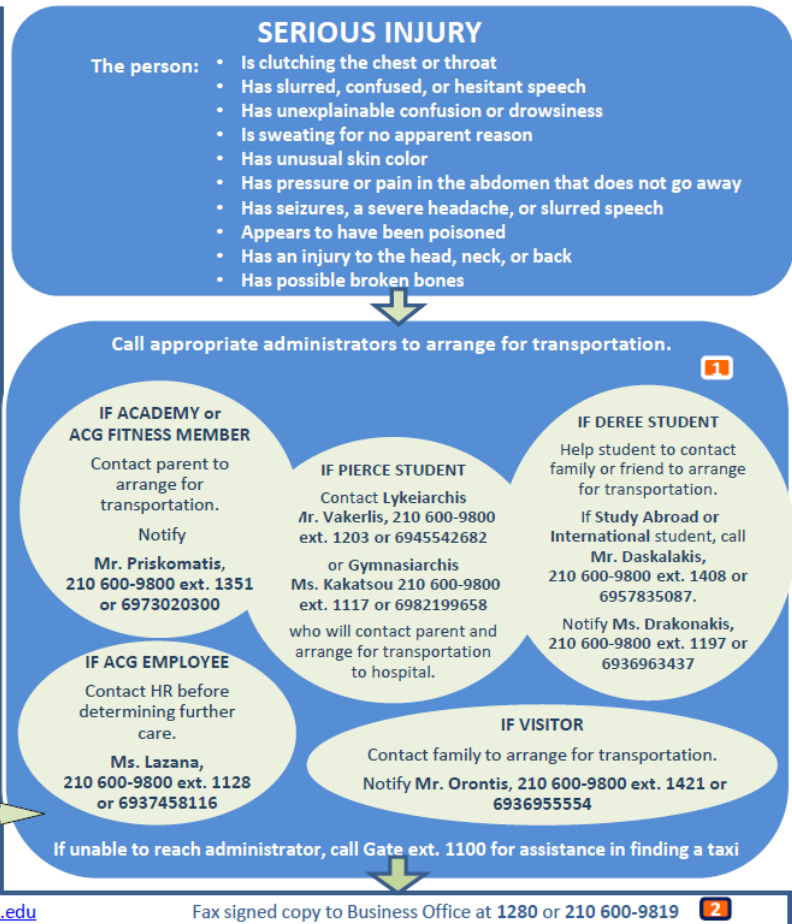 SERIOUS INJURY
The person:
• Is clutching the chest or throat
• Has slurred, confused, or hesitant speech
• Has unexplainable confusion or drowsiness
• Is sweating for no apparent reason
• Has unusual skin color
• Has pressure or pain in the abdomen that does not go away
• Has seizures, a severe headache, or slurred speech
• Appears to have been poisoned
• Has an injury to the head, neck, or back
• Has possible broken bones
Call appropriate administrators to arrange for transportation.
1
IF ACADEMY or
ACG FITNESS MEMBER
Contact parent to
arrange for
transportation.
Notify
Mr. Priskomatis,
210 600-9800 ext. 1351
or 6973020300
IF PIERCE STUDENT
Contact Lykeiarchis
Mr. Vakerlis, 210 600-9800
ext. 1203 or 6945542682
or Gymnasiarchis
Ms. Kakatsou 210 600-9800
ext. 1117 or 6982199658
who will contact parent and
arrange for transportation
to hospital.
IF DEREE STUDENT
Help student to contact
family or friend to arrange
for transportation.
If Study Abroad or
International student, call
Mr. Daskalakis,
210 600-9800 ext. 1408 or
6957835087.
Notify Ms. Drakonakis,
210 600-9800 ext. 1197 or
6936963437
IF ACG EMPLOYEE
Contact HR before
determining further
care.
Ms. Lazana,
210 600-9800 ext. 1128
or 6937458116
IF VISITOR
Contact family to arrange for transportation.
Notify Mr. Orontis, 210 600-9800 ext. 1421 or
6936955554
If unable to reach administrator, call Gate ext. 1100 for assistance in finding a taxi
.edu
Fax signed copy to Business Office at 1280 or 210 600-9819
2